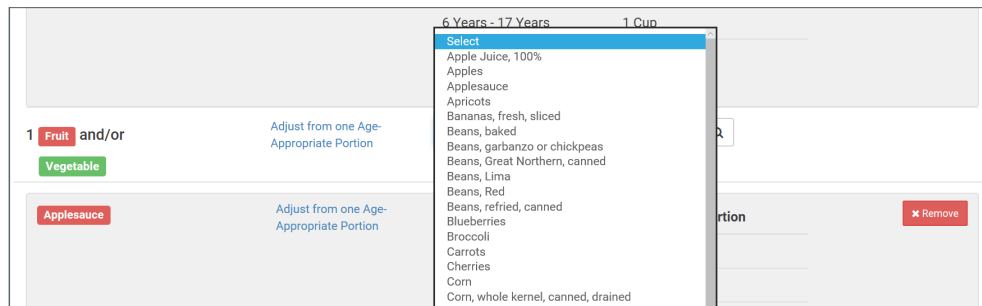 6 Years - 17 Years 1 Cup
Select
Apple Juice, 100%
Apples
Applesauce
Apricots
Bananas, fresh, sliced
Beans, baked
Beans, garbanzo or chickpeas
Beans, Great Northern, canned
Beans, Lima
Beans, Red
Beans, refried, canned
Blueberries
Broccoli
Carrots
Cherries
Corn
Corn, whole kernel, canned, drained
1 Fruit and/or
Vegetable
Adjust from one Age-
Appropriate Portion
Applesauce
Adjust from one Age-
Appropriate Portion
rtion
Remove